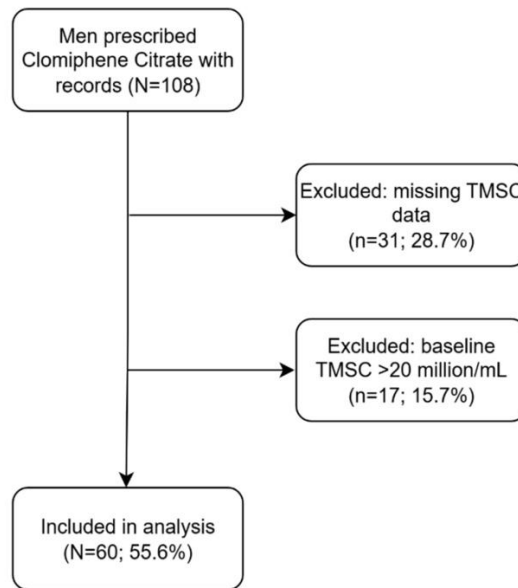 Men prescribed
Clomiphene Citrate with
records (N=108)
Excluded: missing TMSC
data
(n=31; 28.7%)
Excluded: baseline
TMSC >20 million/mL
(n=17; 15.7%)
Included in analysis
(N=60; 55.6%)